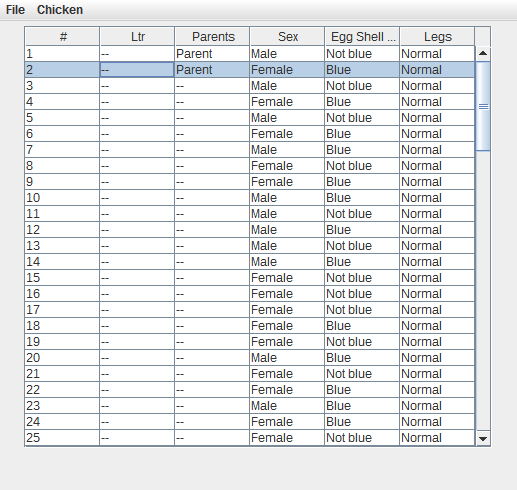 File Chicken
# Ltr Parents Sex Egg Shell ... Legs
1 -- Parent Male Not blue Normal
2 -- Parent Female Blue Normal
3 -- -- Male Not blue Normal
4 -- -- Female Blue Normal
5 -- -- Male Not blue Normal
6 -- -- Female Blue Normal
7 -- -- Male Blue Normal
8 -- -- Female Not blue Normal
9 -- -- Female Blue Normal
10 -- -- Male Blue Normal
11 -- -- Male Not blue Normal
12 -- -- Male Blue Normal
13 -- -- Male Not blue Normal
14 -- -- Male Blue Normal
15 -- -- Female Not blue Normal
16 -- -- Female Not blue Normal
17 -- -- Female Not blue Normal
18 -- -- Female Blue Normal
19 -- -- Female Not blue Normal
20 -- -- Male Blue Normal
21 -- -- Female Not blue Normal
22 -- -- Female Blue Normal
23 -- -- Male Blue Normal
24 -- -- Female Blue Normal
25 -- -- Female Not blue Normal